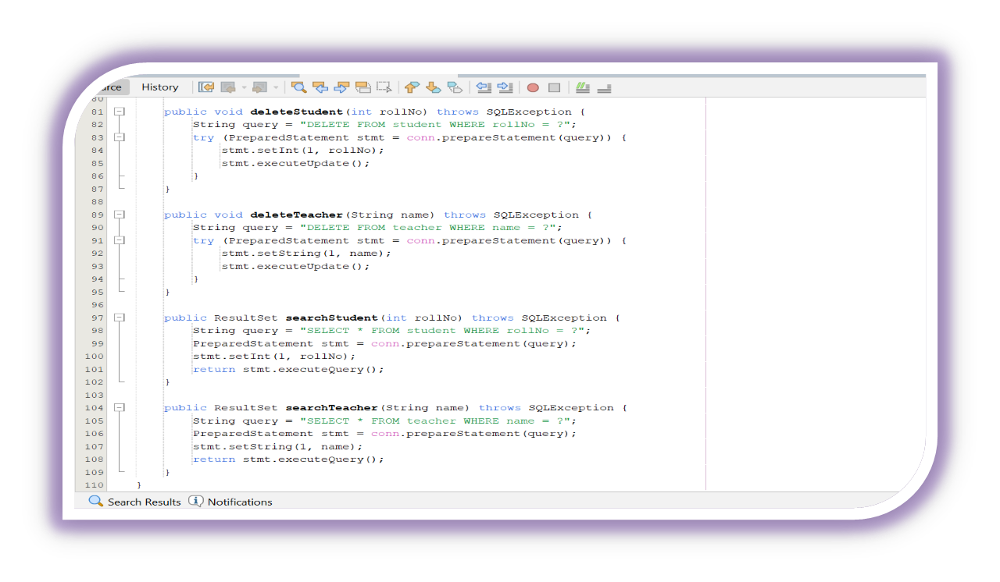 rce History
80
81 public void deleteStudent(int rollNo) throws SQLException {
82 String query = "DELETE FROM student WHERE rollNo = ?";
83 try (PreparedStatement stmt = conn.prepareStatement(query)) {
84 stmt.setInt(1, rollNo);
85 stmt.executeUpdate();
86 }
87 }
88
89 public void deleteTeacher(String name) throws SQLException {
90 String query = "DELETE FROM teacher WHERE name = ?";
91 try (PreparedStatement stmt = conn.prepareStatement(query)) {
92 stmt.setString(1, name);
93 stmt.executeUpdate();
94 }
95 }
96
97 public ResultSet searchStudent(int rollNo) throws SQLException {
98 String query = "SELECT * FROM student WHERE rollNo = ?";
99 PreparedStatement stmt = conn.prepareStatement(query);
100 stmt.setInt(1, rollNo);
101 return stmt.executeQuery();
102 }
103
104 public ResultSet searchTeacher(String name) throws SQLException {
105 String query = "SELECT * FROM teacher WHERE name = ?";
106 PreparedStatement stmt = conn.prepareStatement(query);
107 stmt.setString(1, name);
108 return stmt.executeQuery();
109 }
110 }
Search Results Notifications